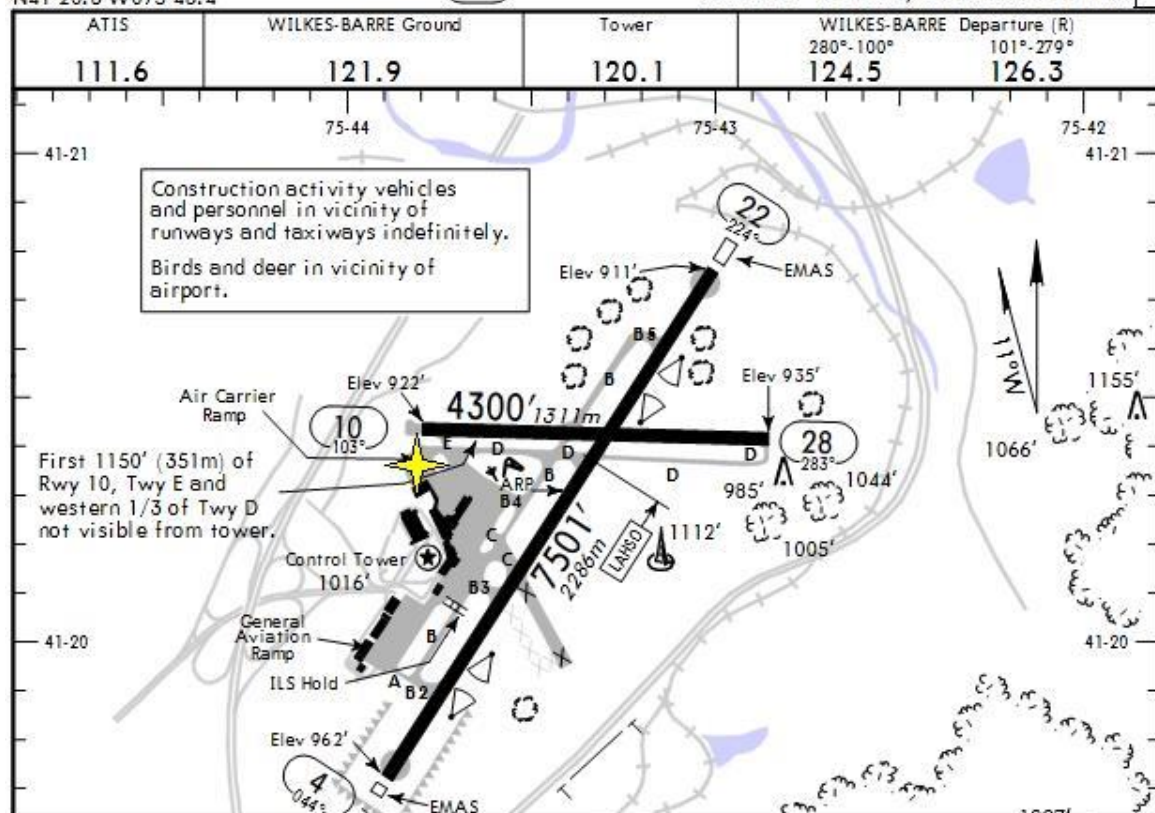 ATIS
WILKES-BARRE Ground
Tower
WILKES-BARRE Departure (R)
280°-100°
101°-279°
111.6
121.9
120.1
124.5
126.3
75-44
75-43
75-42
41-21
41-21
Construction activity vehicles
and personnel in vicinity of
runways and taxiways indefinitely.
Birds and deer in vicinity of
airport.
22
224°
EMAS
Elev 911'
B5
B
Elev 922'
Elev 935'
1155'
Air Carrier
Ramp
10
103°
4300' 1311m
28
283°
1066'
E
D
D
D
D
First 1150' (351m) of
Rwy 10, Twy E and
western 1/3 of Twy D
not visible from tower.
ARP
B
B4
985'
1044'
1005'
7501'
2286m
LAHSO
1112'
C
C
Control Tower
1016'
B3
General
Aviation
Ramp
B
41-20
41-20
ILS Hold
A
B2
X
X
Elev 962'
4
044°
EMAS